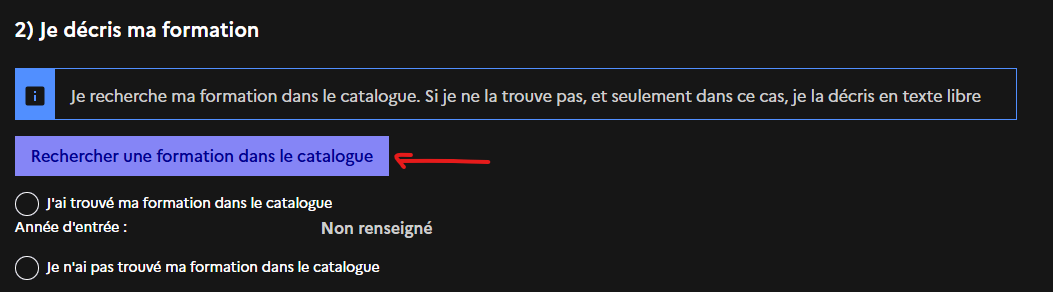 2) Je décris ma formation
Je recherche ma formation dans le catalogue. Si je ne la trouve pas, et seulement dans ce cas, je la décris en texte libre
Rechercher une formation dans le catalogue
J'ai trouvé ma formation dans le catalogue
Année d'entrée : Non renseigné
Je n'ai pas trouvé ma formation dans le catalogue